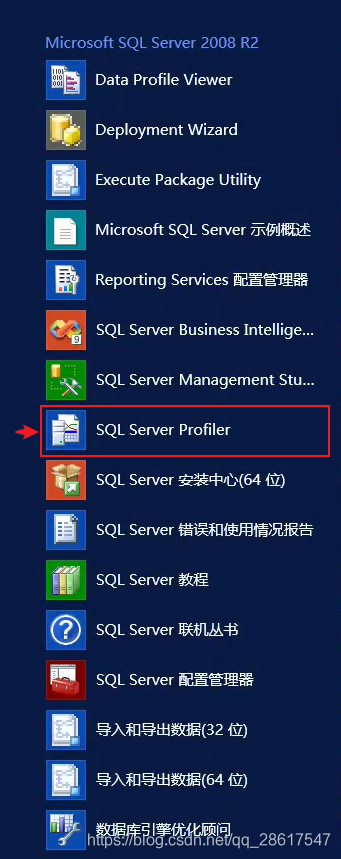 Microsoft SQL Server 2008 R2
Data Profile Viewer
Deployment Wizard
Execute Package Utility
Microsoft SQL Server 示例概述
Reporting Services 配置管理器
SQL Server Business Intellige...
SQL Server Management Stu...
SQL Server Profiler
SQL Server 安装中心(64 位)
SQL Server 错误和使用情况报告
SQL Server 教程
SQL Server 联机丛书
SQL Server 配置管理器
导入和导出数据(32 位)
导入和导出数据(64 位)
数据库引擎优化顾问
https://blog.csdn.net/qq_28617547